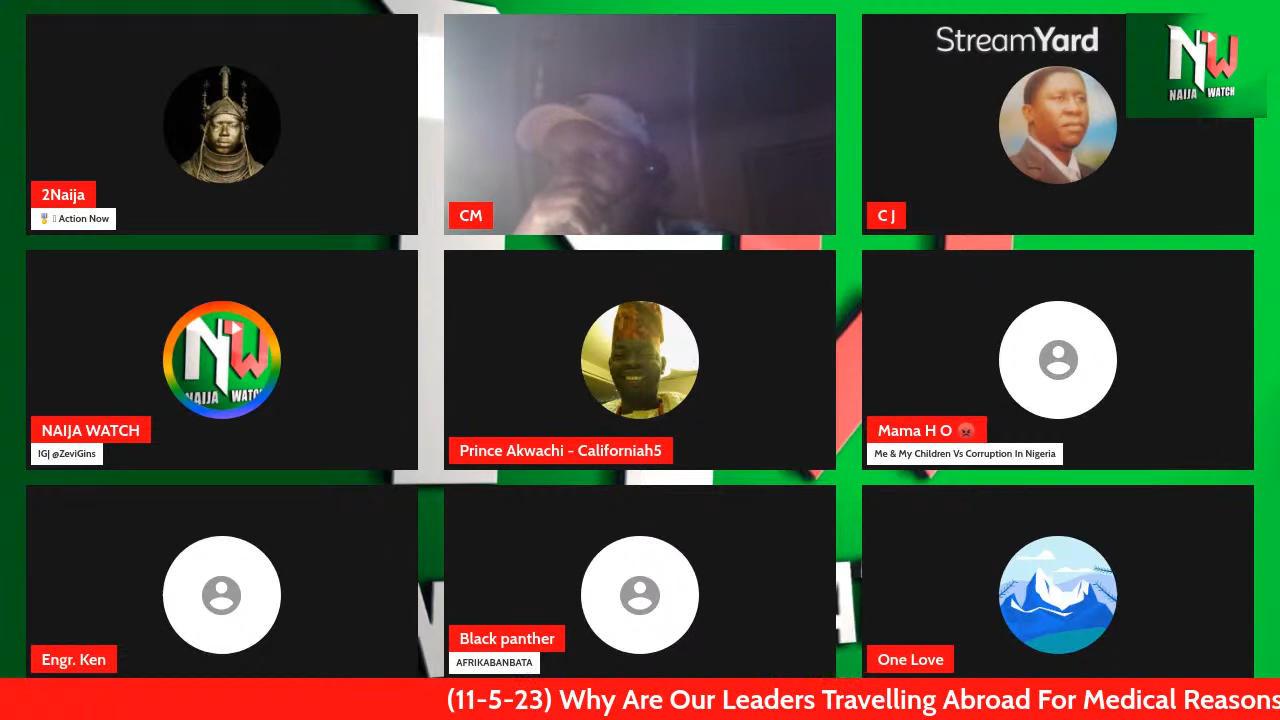 StreamYard
NW
NAIJA WATCH
2Naija
Action Now
CM
C J
NW
NAIJA WATCH
NAIJA WATCH
IG| @ZeviGins
Prince Akwachi - Californiah5
Mama H O
Me & My Children Vs Corruption In Nigeria
Engr. Ken
Black panther
AFRIKABANBATA
One Love
(11-5-23) Why Are Our Leaders Travelling Abroad For Medical Reasons